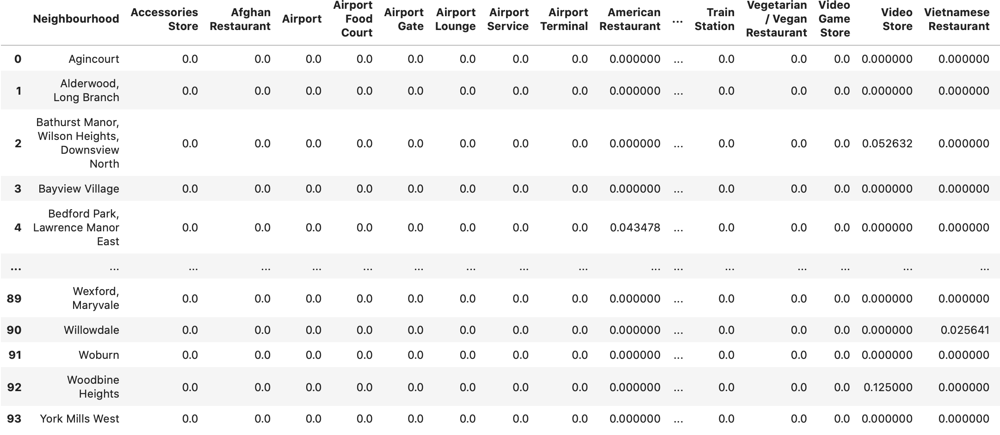 Neighbourhood Accessories Store Afghan Restaurant Airport Airport Food Court Airport Gate Airport Lounge Airport Service Airport Terminal American Restaurant ... Train Station Vegetarian / Vegan Restaurant Video Game Store Video Store Vietnamese Restaurant
0 Agincourt 0.0 0.0 0.0 0.0 0.0 0.0 0.0 0.0 0.000000 ... 0.0 0.0 0.0 0.000000 0.000000
1 Alderwood, Long Branch 0.0 0.0 0.0 0.0 0.0 0.0 0.0 0.0 0.000000 ... 0.0 0.0 0.0 0.000000 0.000000
2 Bathurst Manor, Wilson Heights, Downsview North 0.0 0.0 0.0 0.0 0.0 0.0 0.0 0.0 0.000000 ... 0.0 0.0 0.0 0.052632 0.000000
3 Bayview Village 0.0 0.0 0.0 0.0 0.0 0.0 0.0 0.0 0.000000 ... 0.0 0.0 0.0 0.000000 0.000000
4 Bedford Park, Lawrence Manor East 0.0 0.0 0.0 0.0 0.0 0.0 0.0 0.0 0.043478 ... 0.0 0.0 0.0 0.000000 0.000000
... ... ... ... ... ... ... ... ... ... ... ... ... ... ... ... ...
89 Wexford, Maryvale 0.0 0.0 0.0 0.0 0.0 0.0 0.0 0.0 0.000000 ... 0.0 0.0 0.0 0.000000 0.000000
90 Willowdale 0.0 0.0 0.0 0.0 0.0 0.0 0.0 0.0 0.000000 ... 0.0 0.0 0.0 0.000000 0.025641
91 Woburn 0.0 0.0 0.0 0.0 0.0 0.0 0.0 0.0 0.000000 ... 0.0 0.0 0.0 0.000000 0.000000
92 Woodbine Heights 0.0 0.0 0.0 0.0 0.0 0.0 0.0 0.0 0.000000 ... 0.0 0.0 0.0 0.125000 0.000000
93 York Mills West 0.0 0.0 0.0 0.0 0.0 0.0 0.0 0.0 0.000000 ... 0.0 0.0 0.0 0.000000 0.000000